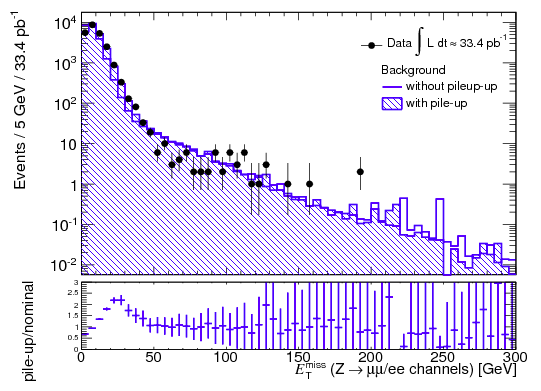 Events / 5 GeV / 33.4 pb⁻¹
10⁴
10³
10²
10
1
10⁻¹
10⁻²
Data ∫ L dt ≈ 33.4 pb⁻¹
Background
without pileup-up
with pile-up
pile-up/nominal
3
2.5
2
1.5
1
0.5
0
0 50 100 150 200 250 300
E_T^miss (Z → μμ/ee channels) [GeV]